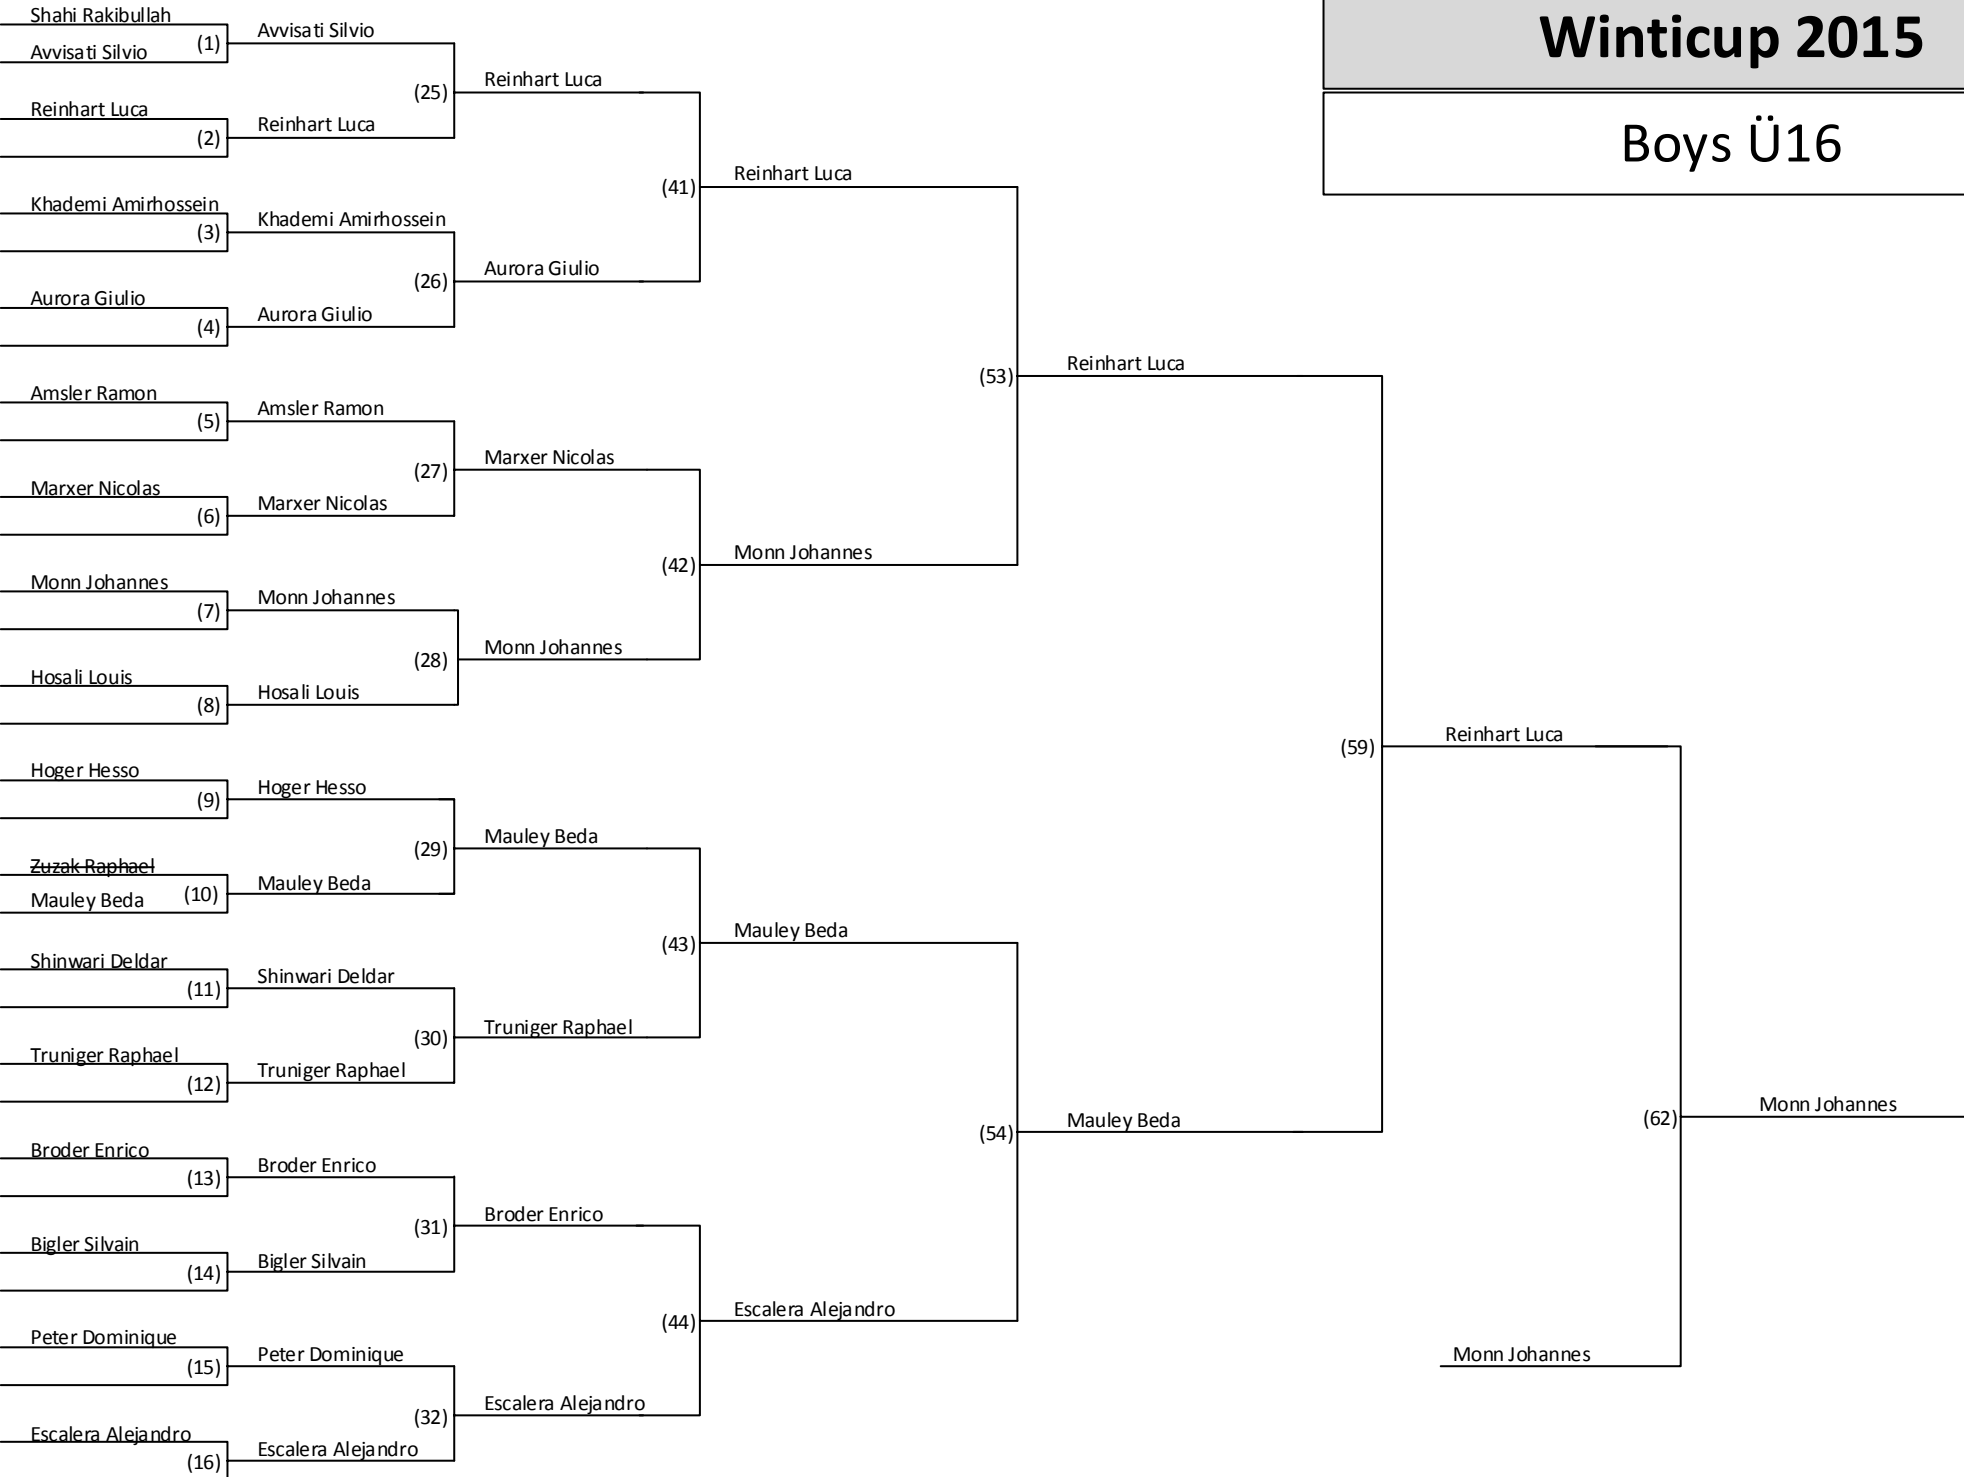 Winticup 2015
Boys Ü16
Shahi Rakibullah
Avvisati Silvio
(1)
Reinhart Luca
(2)
Khademi Amirhossein
(3)
Aurora Giulio
(4)
Amsler Ramon
(5)
Marxer Nicolas
(6)
Monn Johannes
(7)
Hosali Louis
(8)
Hoger Hesso
(9)
Zuzak Raphael
Mauley Beda
(10)
Shinwari Deldar
(11)
Truniger Raphael
(12)
Broder Enrico
(13)
Bigler Silvain
(14)
Peter Dominique
(15)
Escalera Alejandro
(16)
Avvisati Silvio
(25)
Reinhart Luca
Khademi Amirhossein
(26)
Aurora Giulio
Amsler Ramon
(27)
Marxer Nicolas
Monn Johannes
(28)
Hosali Louis
Hoger Hesso
(29)
Mauley Beda
Shinwari Deldar
(30)
Truniger Raphael
Broder Enrico
(31)
Bigler Silvain
Peter Dominique
(32)
Escalera Alejandro
Reinhart Luca
(41)
Aurora Giulio
Marxer Nicolas
(42)
Monn Johannes
Mauley Beda
(43)
Truniger Raphael
Broder Enrico
(44)
Escalera Alejandro
Reinhart Luca
(53)
Monn Johannes
Mauley Beda
(54)
Escalera Alejandro
Reinhart Luca
(59)
Mauley Beda
Reinhart Luca
(62)
Monn Johannes
Monn Johannes